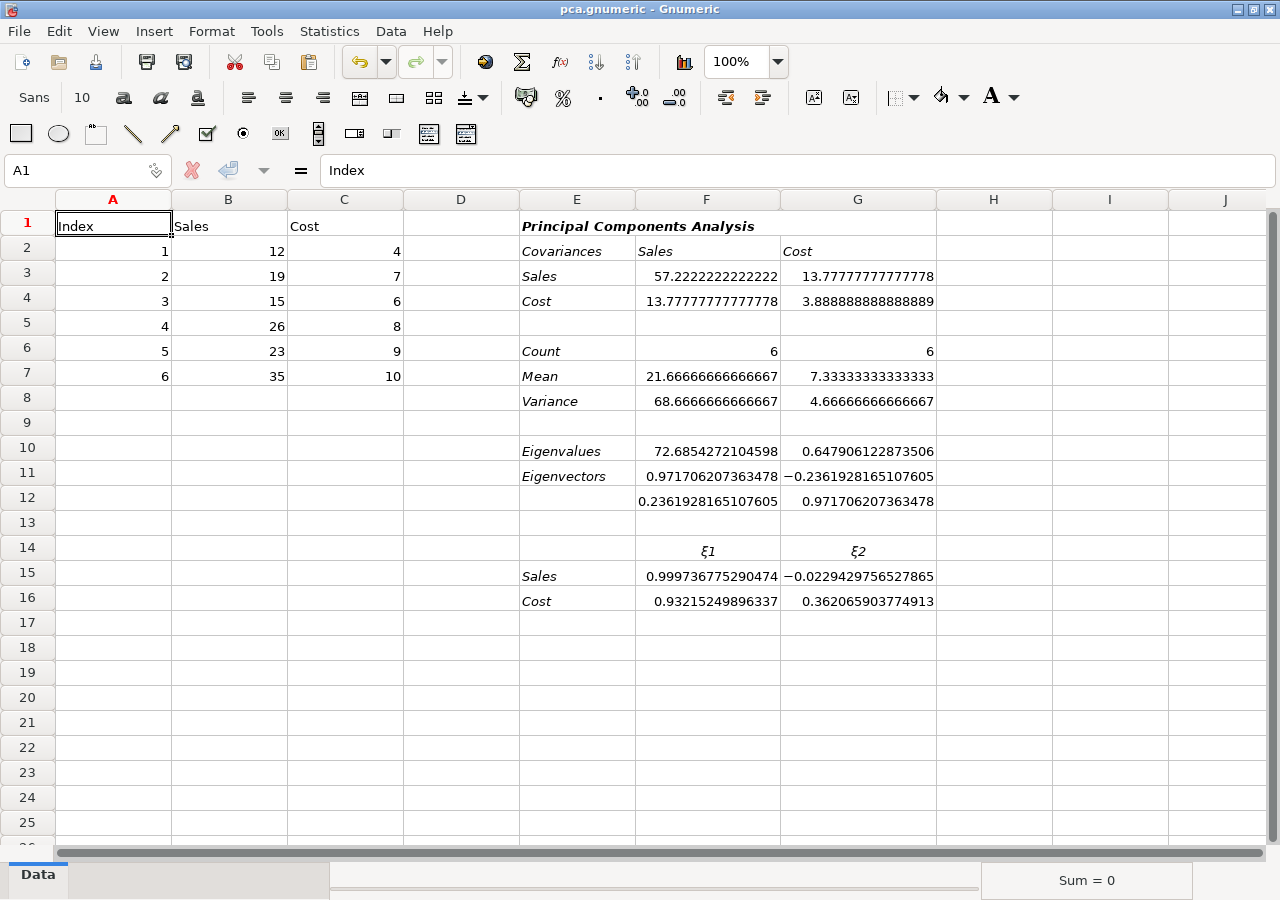 pca.gnumeric - Gnumeric
File Edit View Insert Format Tools Statistics Data Help
f(x) 100%
Sans 10 a a a A A A
OK
A1 Index
A B C D E F G H I J
1 Index Sales Cost Principal Components Analysis
2 1 12 4 Covariances Sales Cost
3 2 19 7 Sales 57.2222222222222 13.77777777777778
4 3 15 6 Cost 13.77777777777778 3.888888888888889
5 4 26 8
6 5 23 9 Count 6 6
7 6 35 10 Mean 21.66666666666667 7.33333333333333
8 Variance 68.6666666666667 4.66666666666667
9
10 Eigenvalues 72.6854272104598 0.647906122873506
11 Eigenvectors 0.971706207363478 −0.2361928165107605
12 0.2361928165107605 0.971706207363478
13
14 ξ1 ξ2
15 Sales 0.999736775290474 −0.0229429756527865
16 Cost 0.93215249896337 0.362065903774913
17
18
19
20
21
22
23
24
25
Data Sum = 0